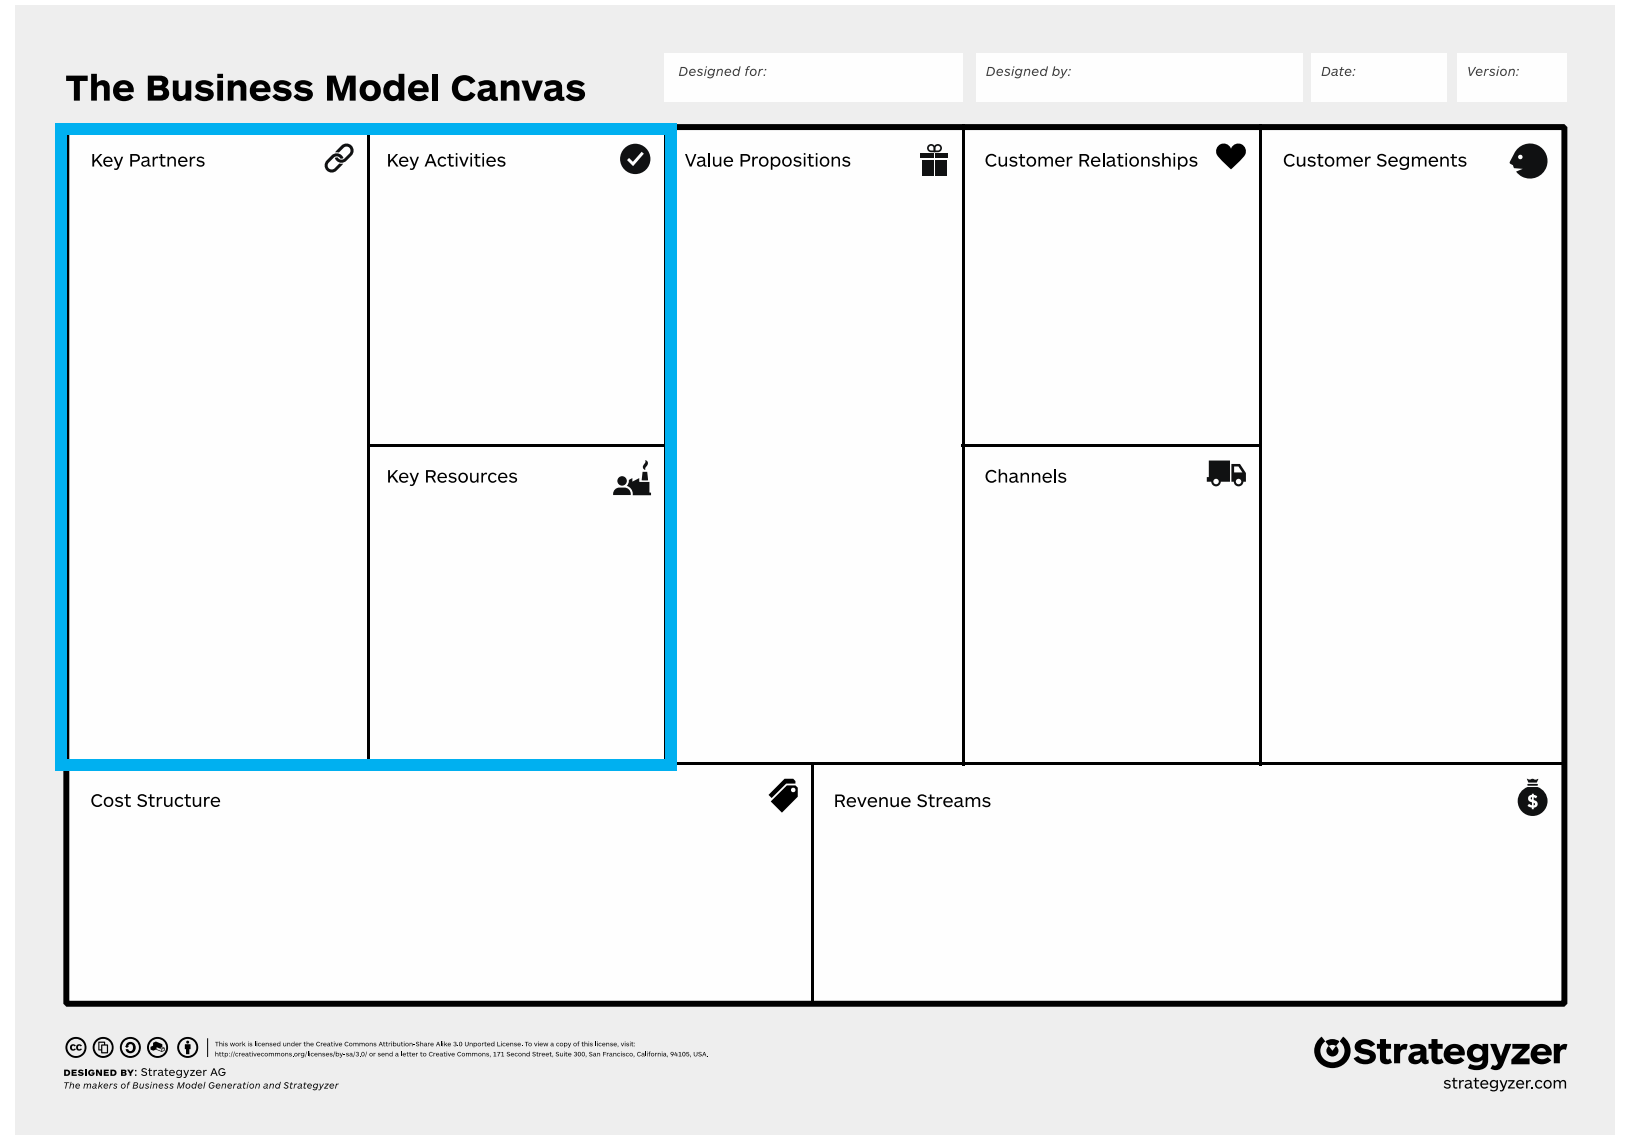 The Business Model Canvas
Designed for:
Designed by:
Date:
Version:
Key Partners
Key Activities
Value Propositions
Customer Relationships
Customer Segments
Key Resources
Channels
Cost Structure
Revenue Streams
$
cc
This work is licensed under the Creative Commons Attribution-Share Alike 3.0 Unported License. To view a copy of this license, visit:
http://creativecommons.org/licenses/by-sa/3.0/ or send a letter to Creative Commons, 171 Second Street, Suite 300, San Francisco, California, 94105, USA.
DESIGNED BY: Strategyzer AG
The makers of Business Model Generation and Strategyzer
Strategyzer
strategyzer.com